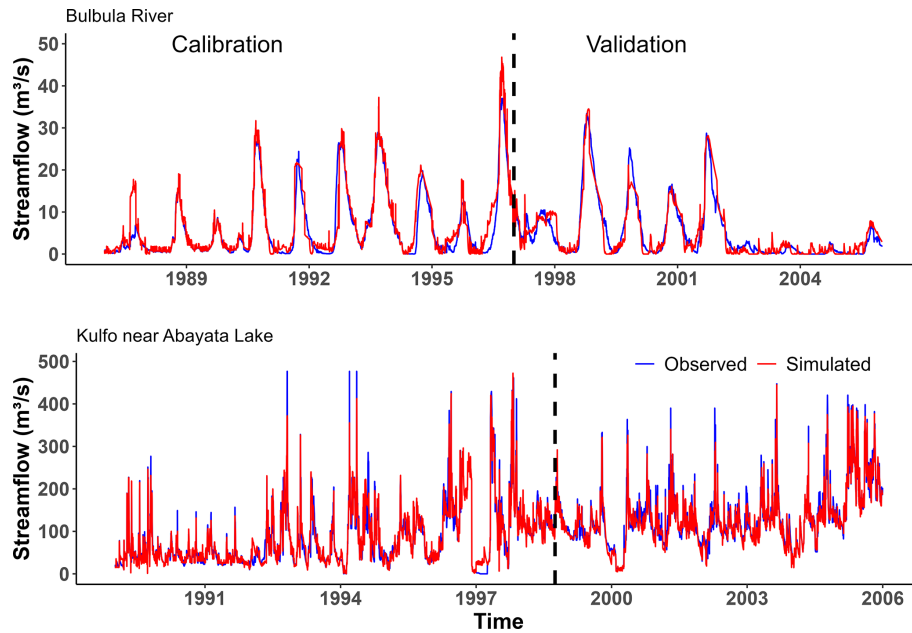 Bulbula River
Calibration
Validation
Streamflow (m³/s)
50
40
30
20
10
0
1989 1992 1995 1998 2001 2004
Kulfo near Abayata Lake
Observed Simulated
Streamflow (m³/s)
500
400
300
200
100
0
1991 1994 1997 2000 2003 2006
Time